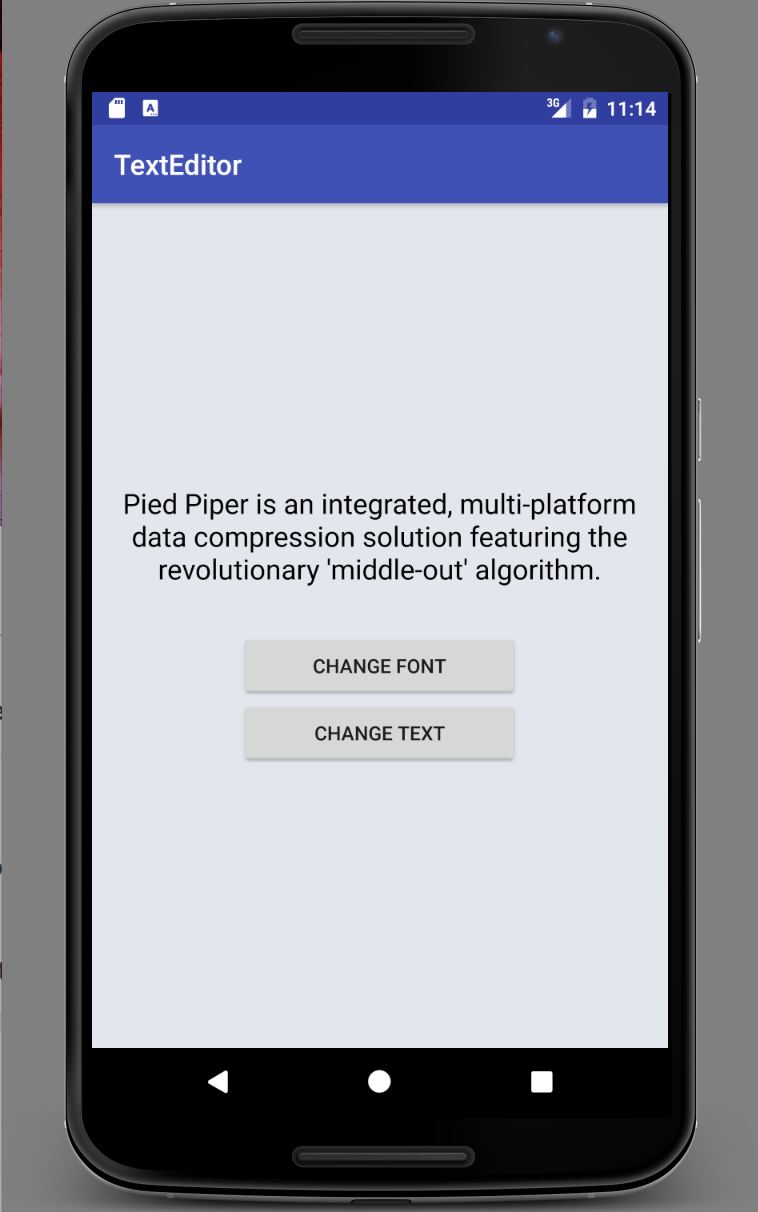 3G 11:14
TextEditor
Pied Piper is an integrated, multi-platform
data compression solution featuring the
revolutionary 'middle-out' algorithm.
CHANGE FONT
CHANGE TEXT